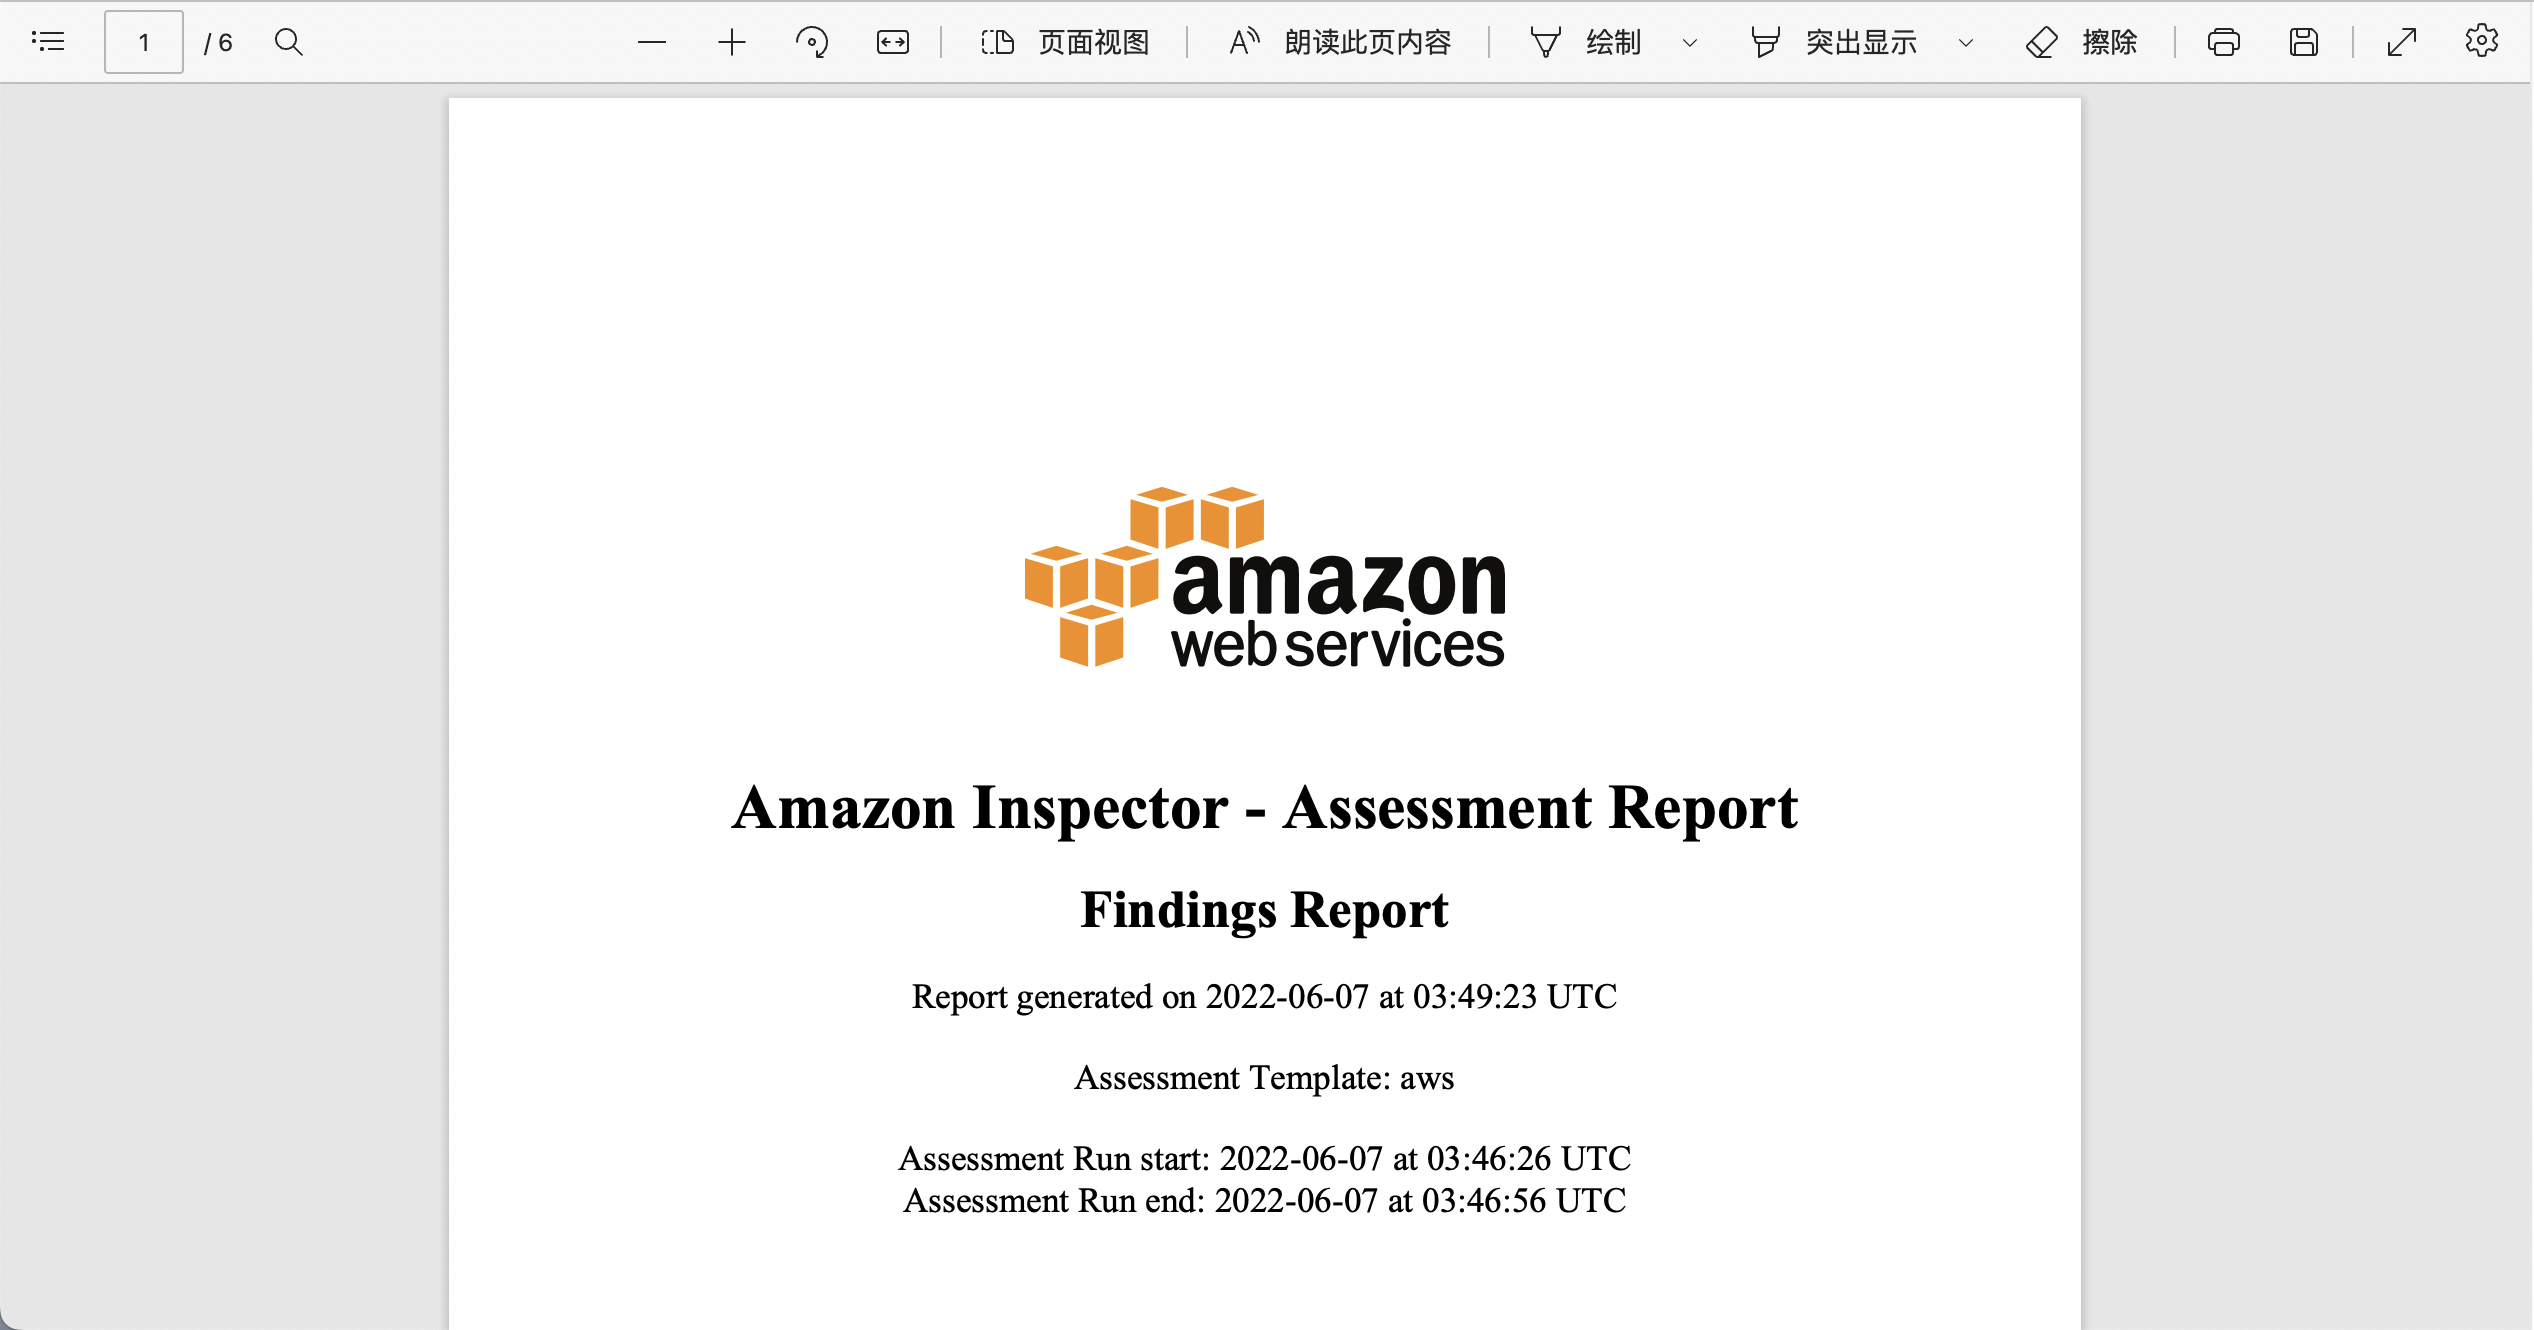 1 / 6 页面视图 朗读此页内容 绘制 突出显示 擦除
amazon
web services
Amazon Inspector - Assessment Report
Findings Report
Report generated on 2022-06-07 at 03:49:23 UTC
Assessment Template: aws
Assessment Run start: 2022-06-07 at 03:46:26 UTC
Assessment Run end: 2022-06-07 at 03:46:56 UTC